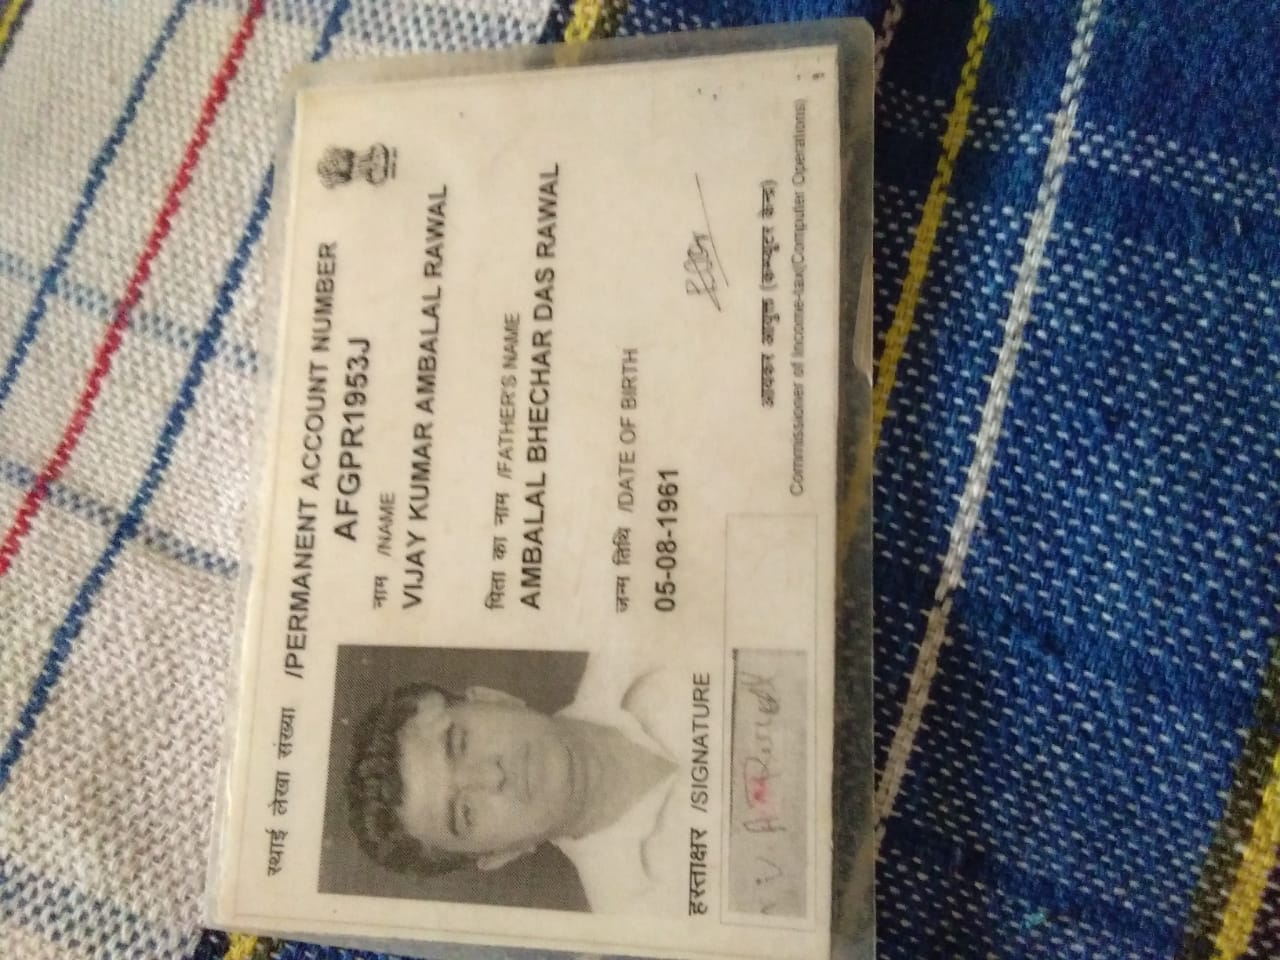 स्थाई लेखा संख्या /PERMANENT ACCOUNT NUMBER
AFGPR1953J
नाम /NAME
VIJAY KUMAR AMBALAL RAWAL
पिता का नाम /FATHER'S NAME
AMBALAL BHECHAR DAS RAWAL
जन्म तिथि /DATE OF BIRTH
05-08-1961
हस्ताक्षर /SIGNATURE
आयकर आयुक्त (कम्प्यूटर केन्द्र)
Commissioner of Income-tax(Computer Operations)